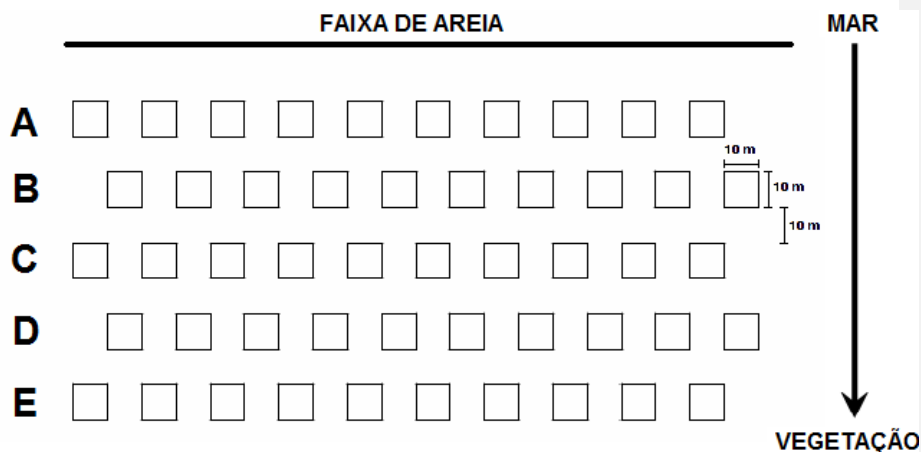 FAIXA DE AREIA
MAR
A
10 m
B
10 m
10 m
C
D
E
VEGETAÇÃO